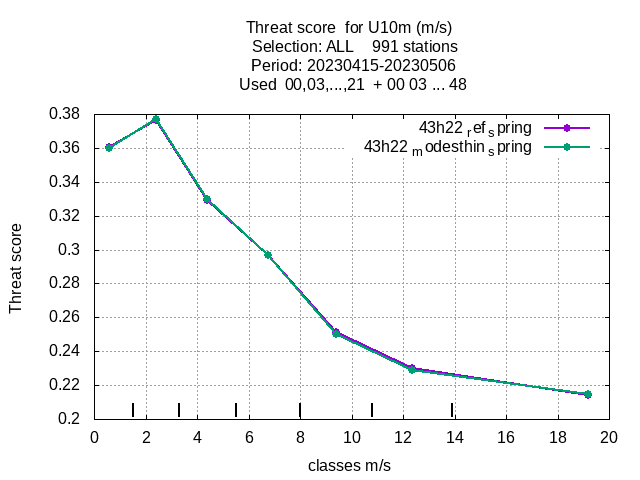 Threat score  for U10m (m/s)
Selection: ALL    991 stations
Period: 20230415-20230506
Used  00,03,...,21  + 00 03 ... 48
0.38
43h22 ref spring
0.36
43h22 modesthin spring
0.34
0.32
0.3
0.28
0.26
0.24
0.22
0.2
Threat score
0 2 4 6 8 10 12 14 16 18 20
classes m/s